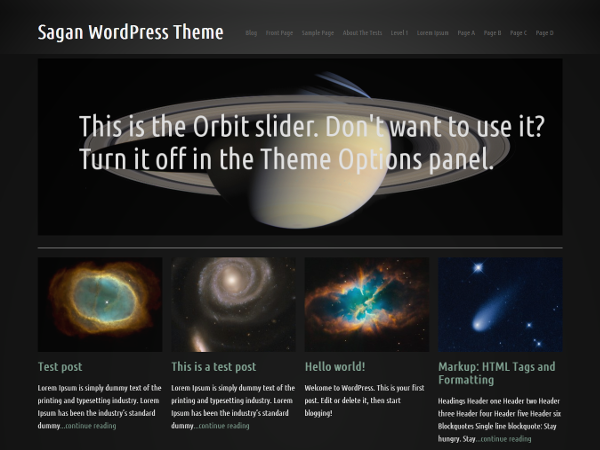 Sagan WordPress Theme
Blog Front Page Sample Page About The Tests Level 1 Lorem Ipsum Page A Page B Page C Page D
This is the Orbit slider. Don't want to use it?
Turn it off in the Theme Options panel.
Test post
Lorem Ipsum is simply dummy text of the
printing and typesetting industry. Lorem
Ipsum has been the industry's standard
dummy...continue reading
This is a test post
Lorem Ipsum is simply dummy text of the
printing and typesetting industry. Lorem
Ipsum has been the industry's standard
dummy...continue reading
Hello world!
Welcome to WordPress. This is your first
post. Edit or delete it, then start
blogging!
Markup: HTML Tags and
Formatting
Headings Header one Header two Header
three Header four Header five Header six
Blockquotes Single line blockquote: Stay
hungry. Stay...continue reading